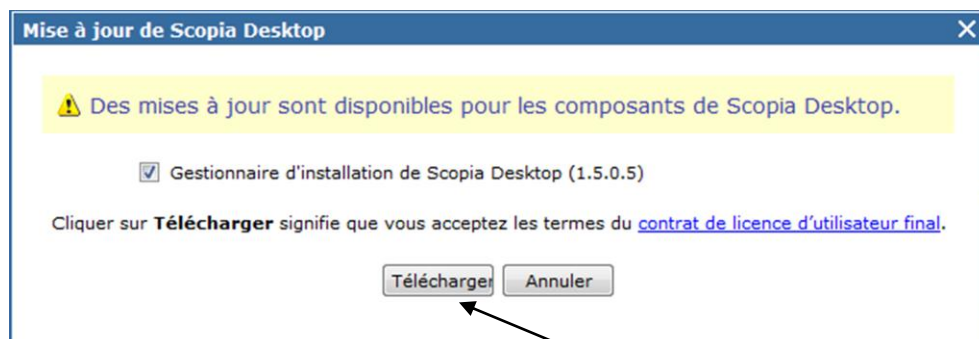 Mise à jour de Scopia Desktop
Des mises à jour sont disponibles pour les composants de Scopia Desktop.
Gestionnaire d'installation de Scopia Desktop (1.5.0.5)
Cliquer sur Télécharger signifie que vous acceptez les termes du contrat de licence d'utilisateur final.
Télécharger Annuler